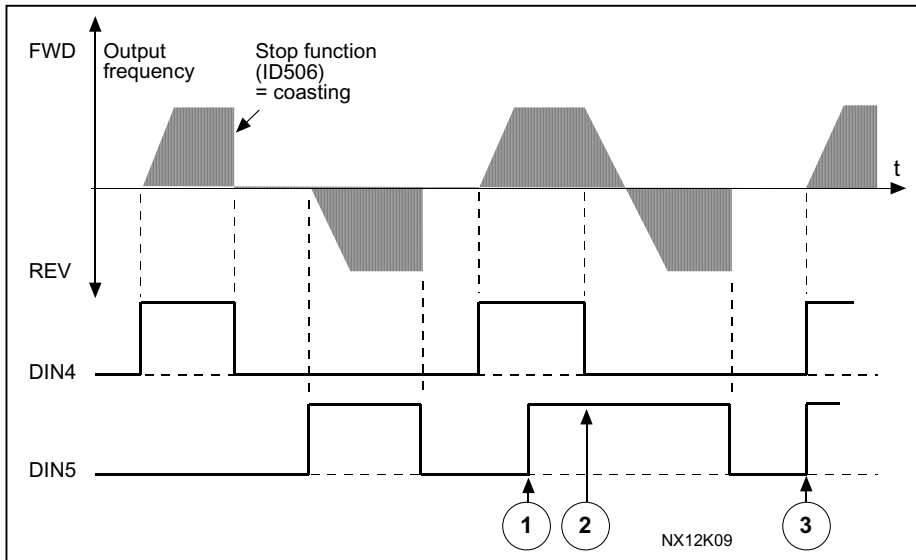 FWD
Output
frequency
Stop function
(ID506)
= coasting
t
REV
DIN4
DIN5
1
2
3
NX12K09